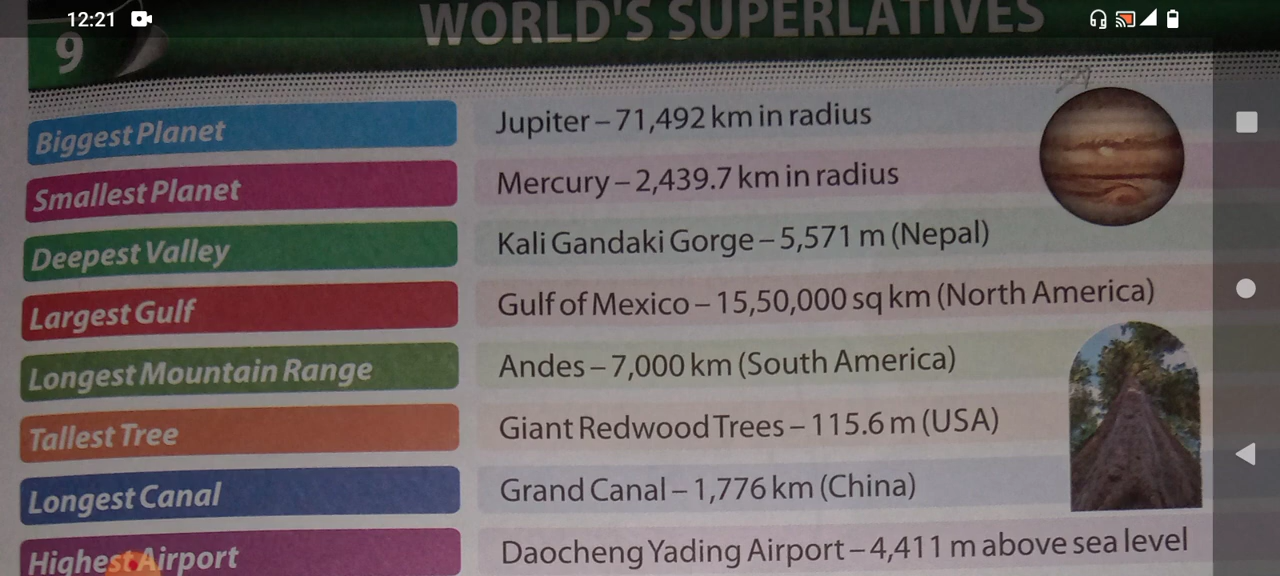 12:21
WORLD'S SUPERLATIVES
9
Biggest Planet Jupiter – 71,492 km in radius
Smallest Planet Mercury – 2,439.7 km in radius
Deepest Valley Kali Gandaki Gorge – 5,571 m (Nepal)
Largest Gulf Gulf of Mexico – 15,50,000 sq km (North America)
Longest Mountain Range Andes – 7,000 km (South America)
Tallest Tree Giant Redwood Trees – 115.6 m (USA)
Longest Canal Grand Canal – 1,776 km (China)
Highest Airport Daocheng Yading Airport – 4,411 m above sea level